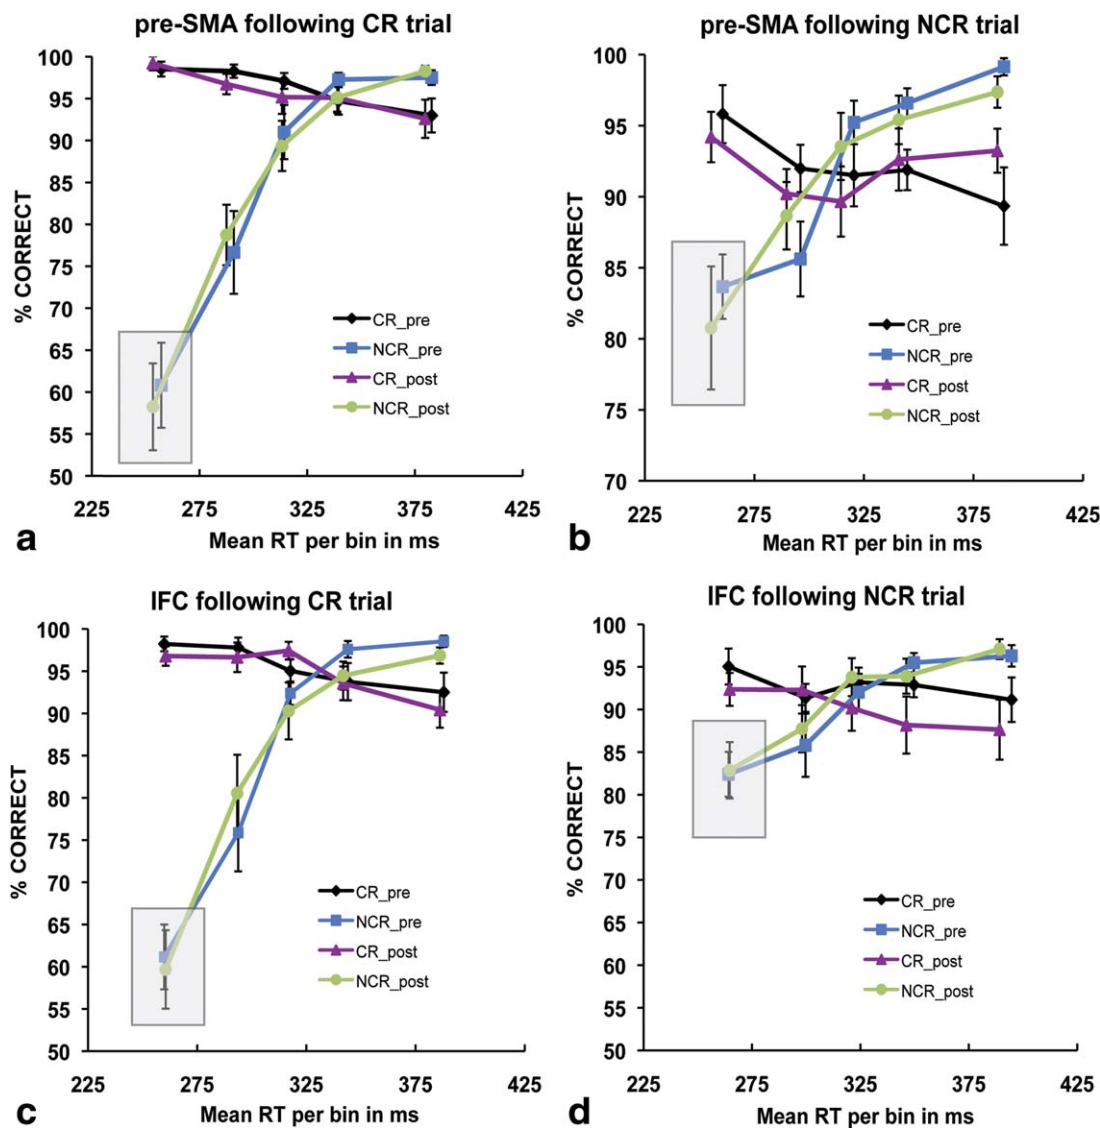 pre-SMA following CR trial
% CORRECT
100
95
90
85
80
75
70
65
60
55
50
225 275 325 375 425
CR_pre
NCR_pre
CR_post
NCR_post
a
Mean RT per bin in ms
pre-SMA following NCR trial
% CORRECT
100
95
90
85
80
75
70
225 275 325 375 425
CR_pre
NCR_pre
CR_post
NCR_post
b
Mean RT per bin in ms
IFC following CR trial
% CORRECT
100
95
90
85
80
75
70
65
60
55
50
225 275 325 375 425
CR_pre
NCR_pre
CR_post
NCR_post
c
Mean RT per bin in ms
IFC following NCR trial
% CORRECT
100
95
90
85
80
75
70
65
60
55
50
225 275 325 375 425
CR_pre
NCR_pre
CR_post
NCR_post
d
Mean RT per bin in ms